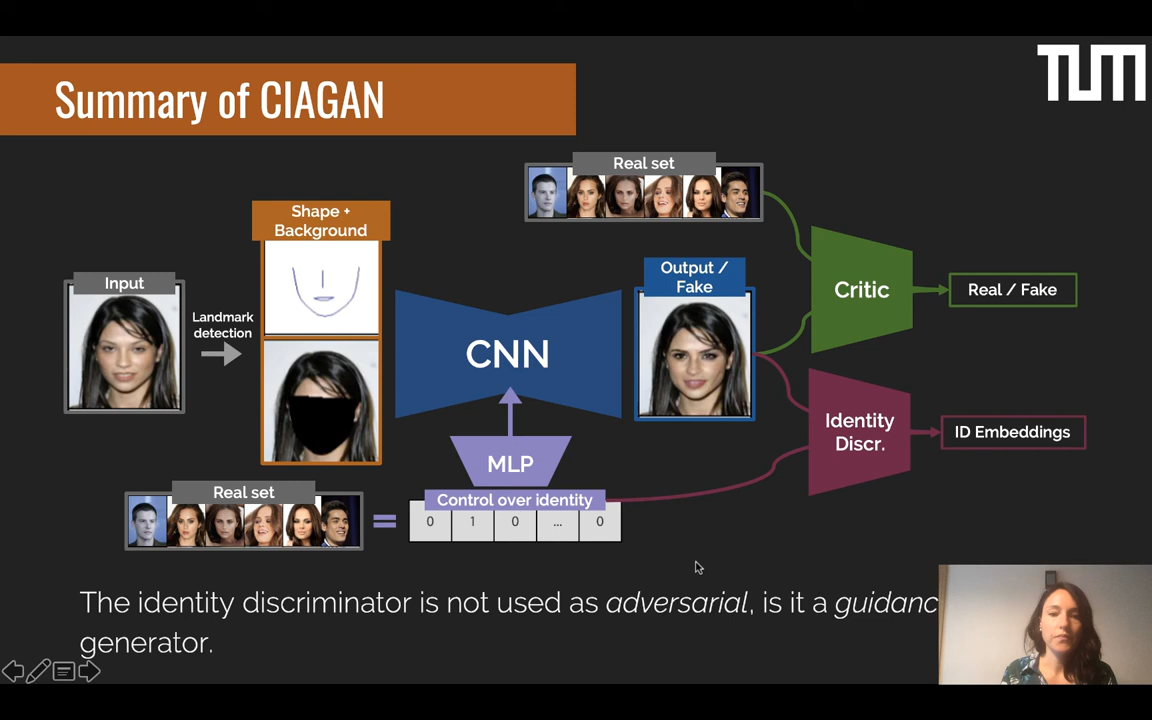 Summary of CIAGAN
TUM
Real set
Shape +
Background
Input
Landmark
detection
CNN
Output /
Fake
Critic
Real / Fake
Identity
Discr.
ID Embeddings
MLP
Control over identity
Real set
=
0 1 0 ... 0
The identity discriminator is not used as adversarial, is it a guidanc
generator.